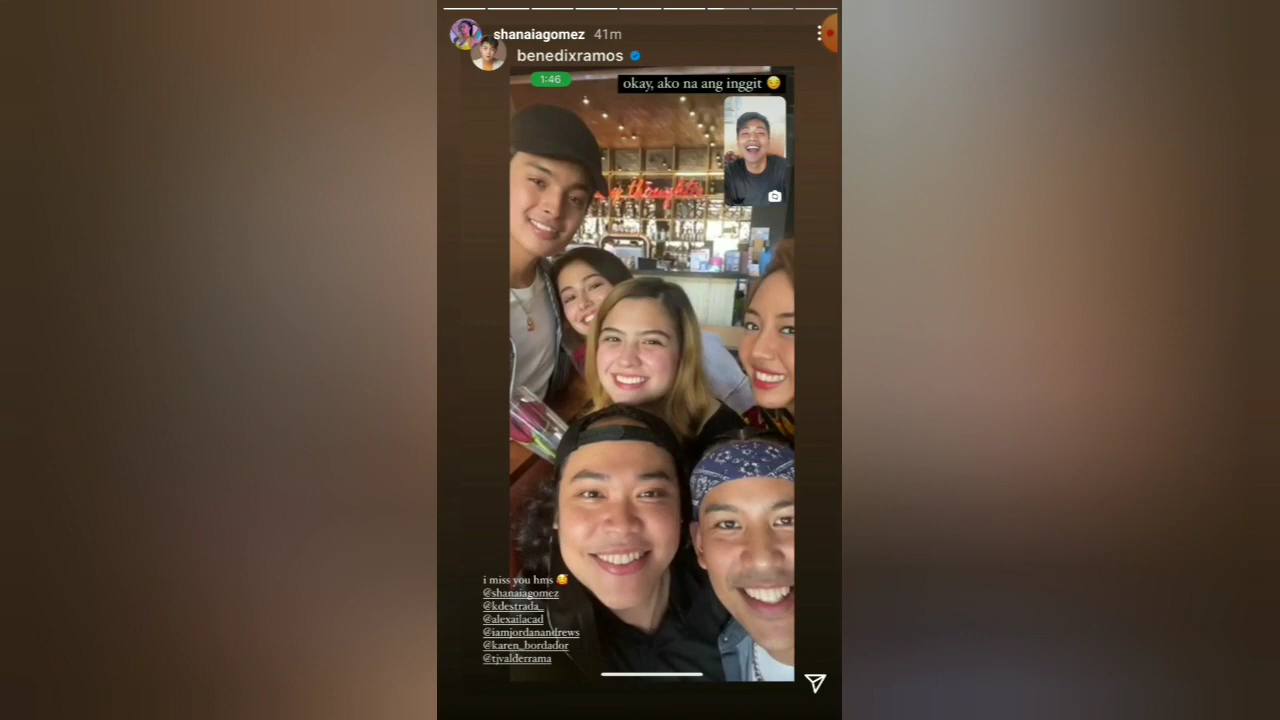 shanaiagomez 41m
benedixramos
1:46
okay, ako na ang inggit 😏
thoughts
i miss you hms 🥰
@shanaiagomez
@kdestrada_
@alexailacad
@iamjordanandrews
@karen_bordador
@tjvalderrama